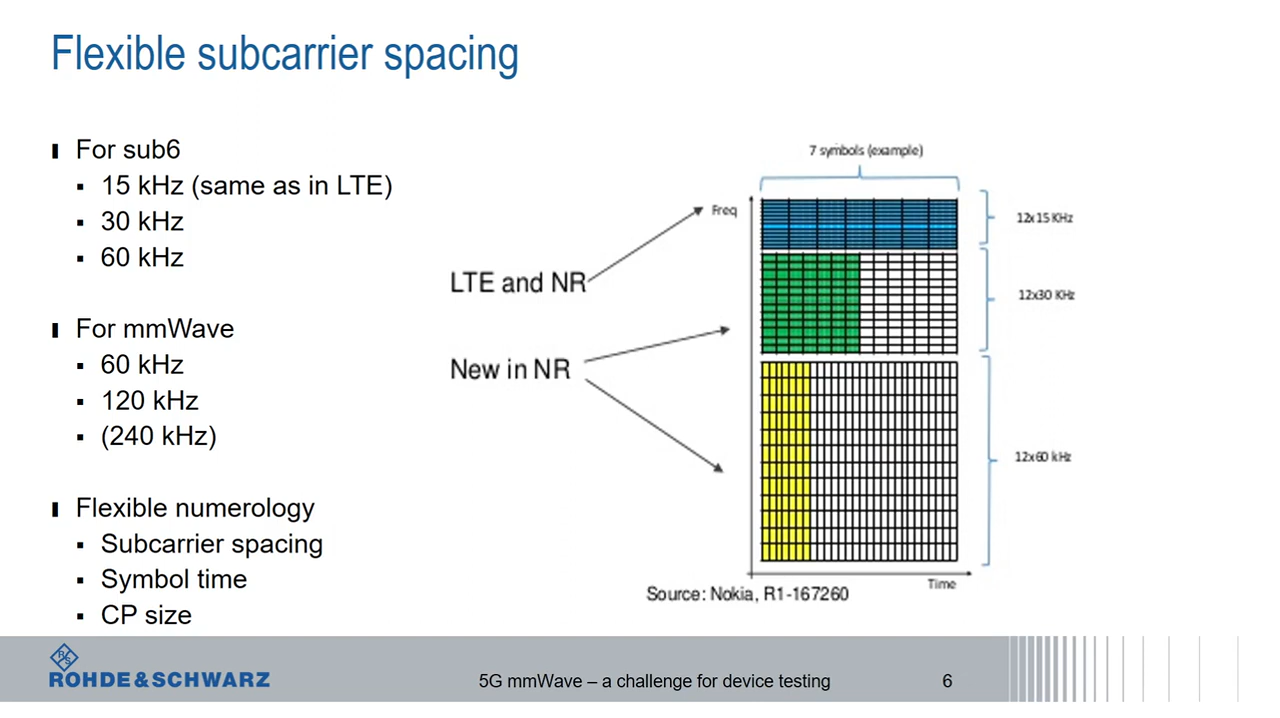 Flexible subcarrier spacing
For sub6
15 kHz (same as in LTE)
30 kHz
60 kHz
For mmWave
60 kHz
120 kHz
(240 kHz)
Flexible numerology
Subcarrier spacing
Symbol time
CP size
7 symbols (example)
Freq
12x15 KHz
LTE and NR
12x30 KHz
New in NR
12x60 kHz
Time
Source: Nokia, R1-167260
R&S
ROHDE & SCHWARZ
5G mmWave – a challenge for device testing
6